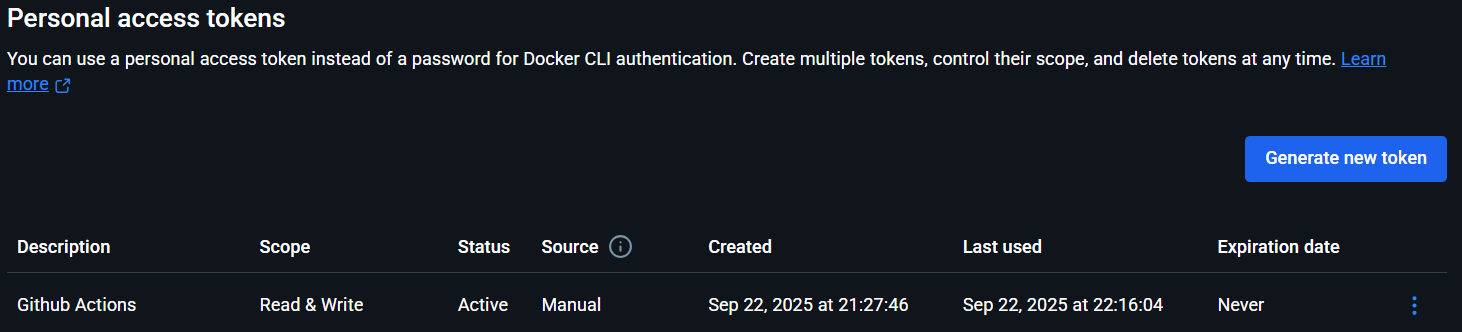 Personal access tokens
You can use a personal access token instead of a password for Docker CLI authentication. Create multiple tokens, control their scope, and delete tokens at any time. Learn
more
Generate new token
Description Scope Status Source Created Last used Expiration date
Github Actions Read & Write Active Manual Sep 22, 2025 at 21:27:46 Sep 22, 2025 at 22:16:04 Never